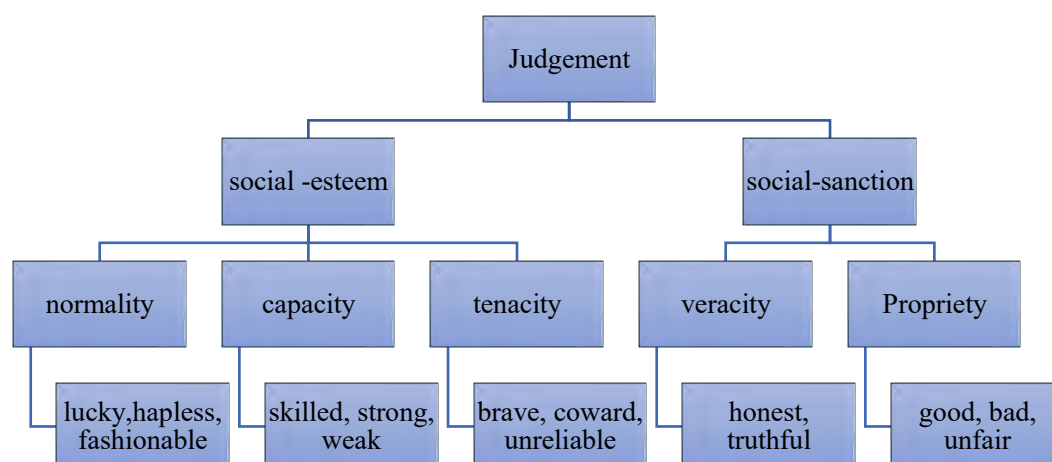 Judgement
social -esteem
social-sanction
normality
capacity
tenacity
veracity
Propriety
lucky,hapless,
fashionable
skilled, strong,
weak
brave, coward,
unreliable
honest,
truthful
good, bad,
unfair